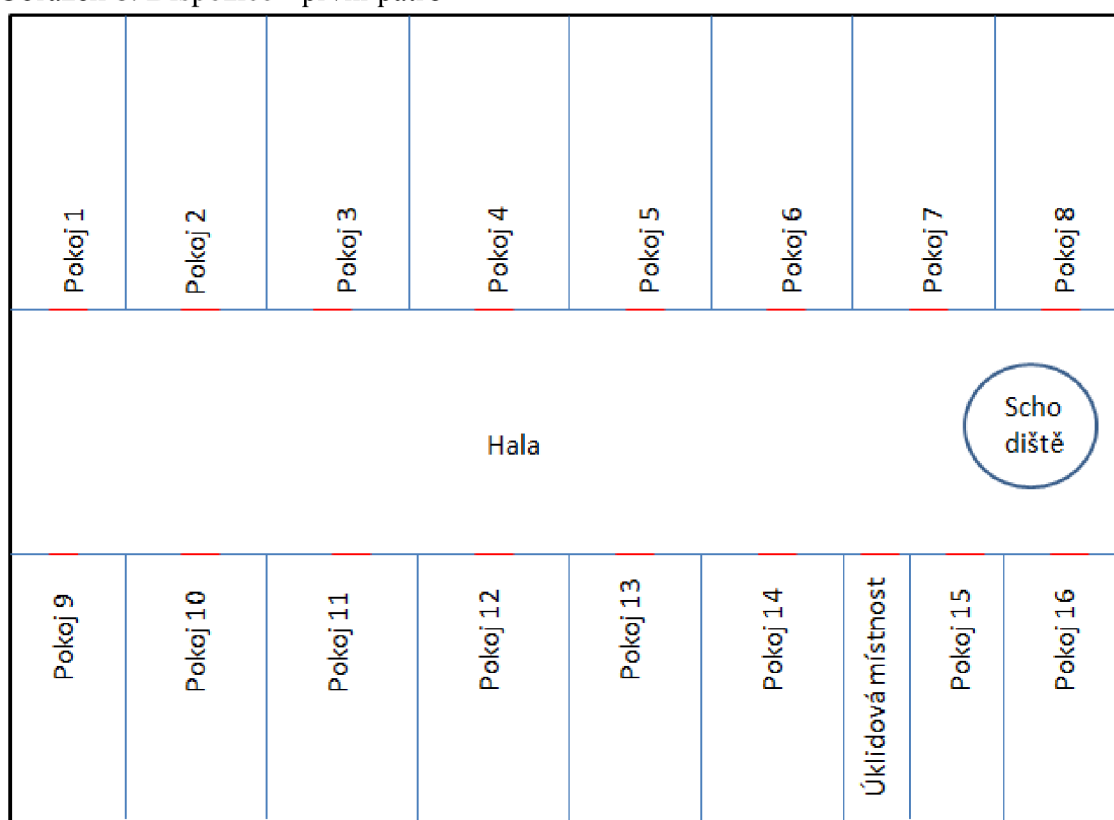 Pokoj 1
Pokoj 2
Pokoj 3
Pokoj 4
Pokoj 5
Pokoj 6
Pokoj 7
Pokoj 8
Hala
Scho
diště
Pokoj 9
Pokoj 10
Pokoj 11
Pokoj 12
Pokoj 13
Pokoj 14
Úklidová místnost
Pokoj 15
Pokoj 16